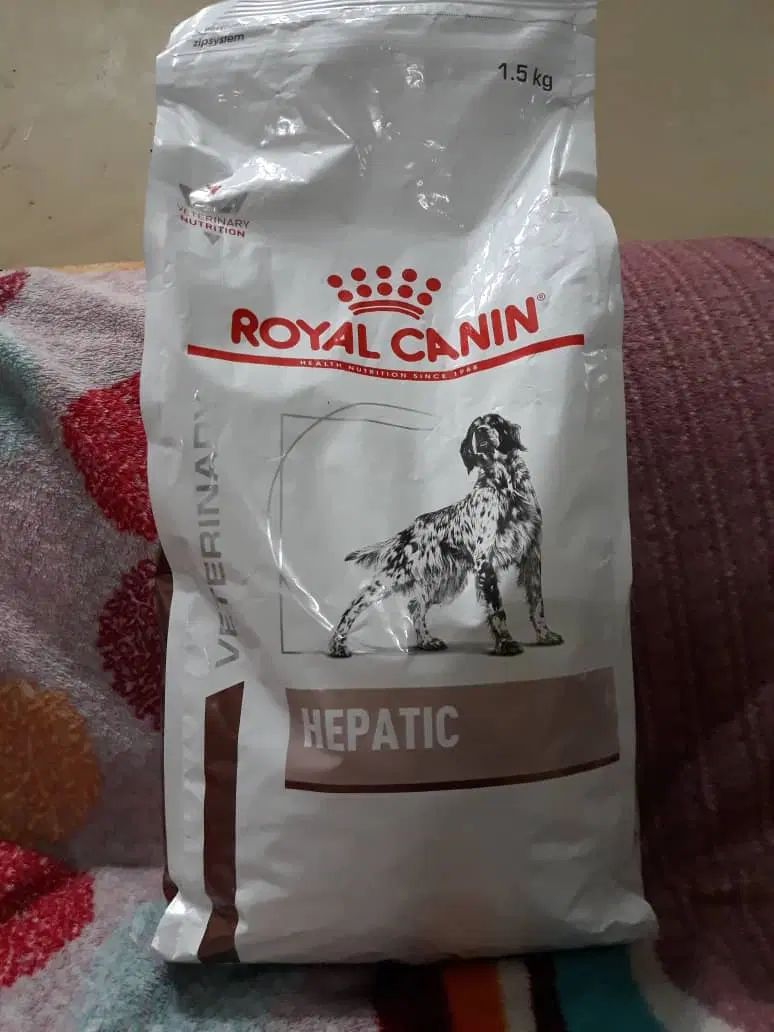 zipsystem
1.5 kg
VETERINARY
NUTRITION
ROYAL CANIN®
HEALTH NUTRITION SINCE 1968
VETERINARY
HEPATIC